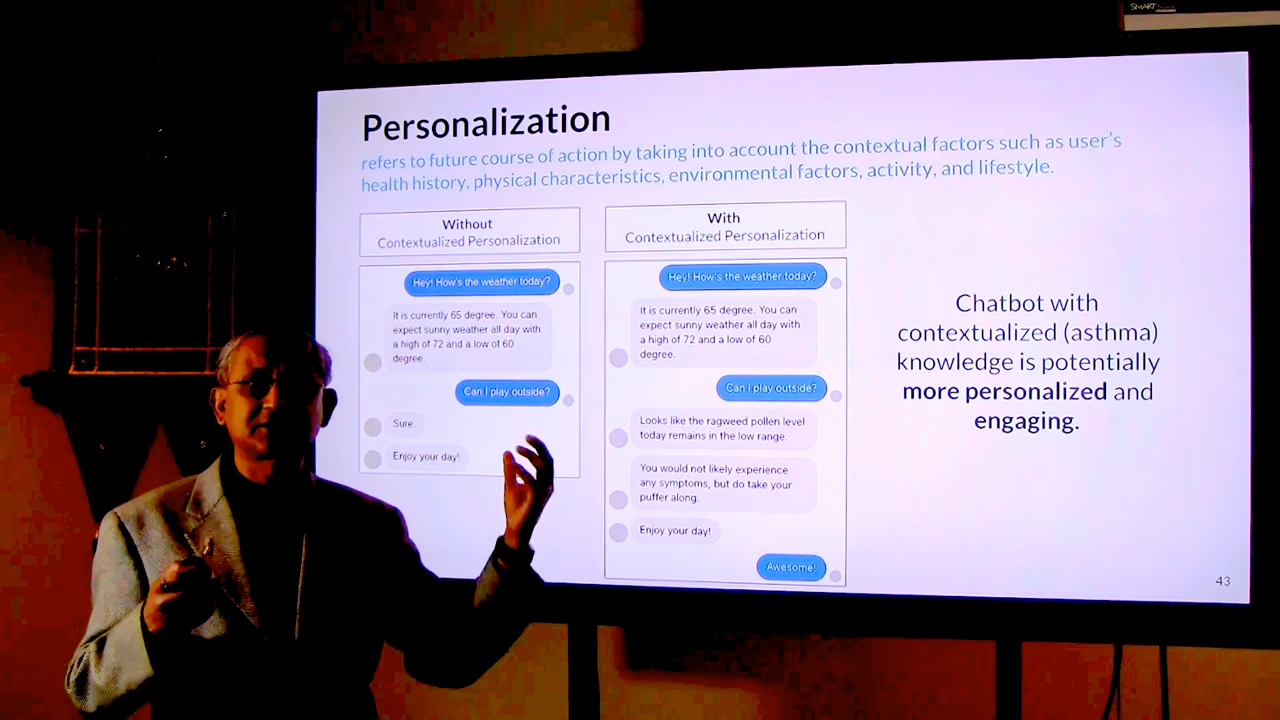 SMART
Personalization
refers to future course of action by taking into account the contextual factors such as user's
health history, physical characteristics, environmental factors, activity, and lifestyle.
Without
Contextualized Personalization
Hey! How's the weather today?
It is currently 65 degree. You can
expect sunny weather all day with
a high of 72 and a low of 60
degree.
Can I play outside?
Sure.
Enjoy your day!
With
Contextualized Personalization
Hey! How's the weather today?
It is currently 65 degree. You can
expect sunny weather all day with
a high of 72 and a low of 60
degree.
Can I play outside?
Looks like the ragweed pollen level
today remains in the low range.
You would not likely experience
any symptoms, but do take your
puffer along.
Enjoy your day!
Awesome!
Chatbot with
contextualized (asthma)
knowledge is potentially
more personalized and
engaging.
43